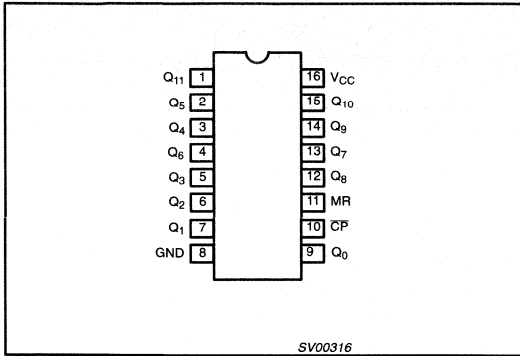 Q11 1 16 VCC
Q5 2 15 Q10
Q4 3 14 Q9
Q6 4 13 Q7
Q3 5 12 Q8
Q2 6 11 MR
Q1 7 10 C̅P̅
GND 8 9 Q0
SV00316